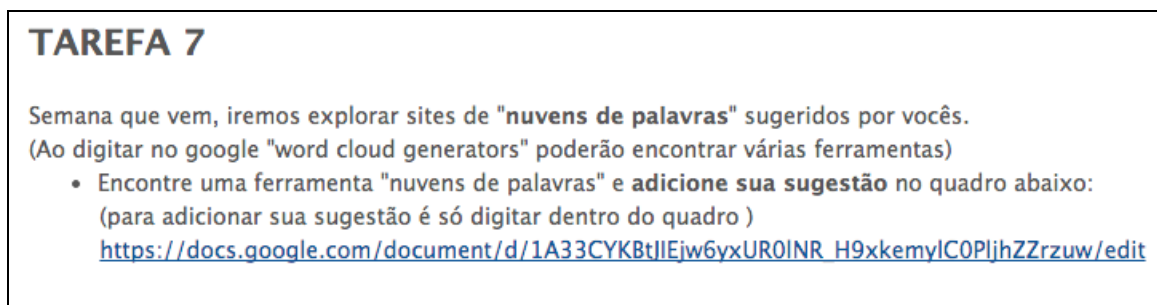 TAREFA 7
Semana que vem, iremos explorar sites de "nuvens de palavras" sugeridos por vocês.
(Ao digitar no google "word cloud generators" poderão encontrar várias ferramentas)
• Encontre uma ferramenta "nuvens de palavras" e adicione sua sugestão no quadro abaixo:
(para adicionar sua sugestão é só digitar dentro do quadro )
https://docs.google.com/document/d/1A33CYKBtJlEjw6yxUR0lNR_H9xkemylC0PljhZZrzuw/edit